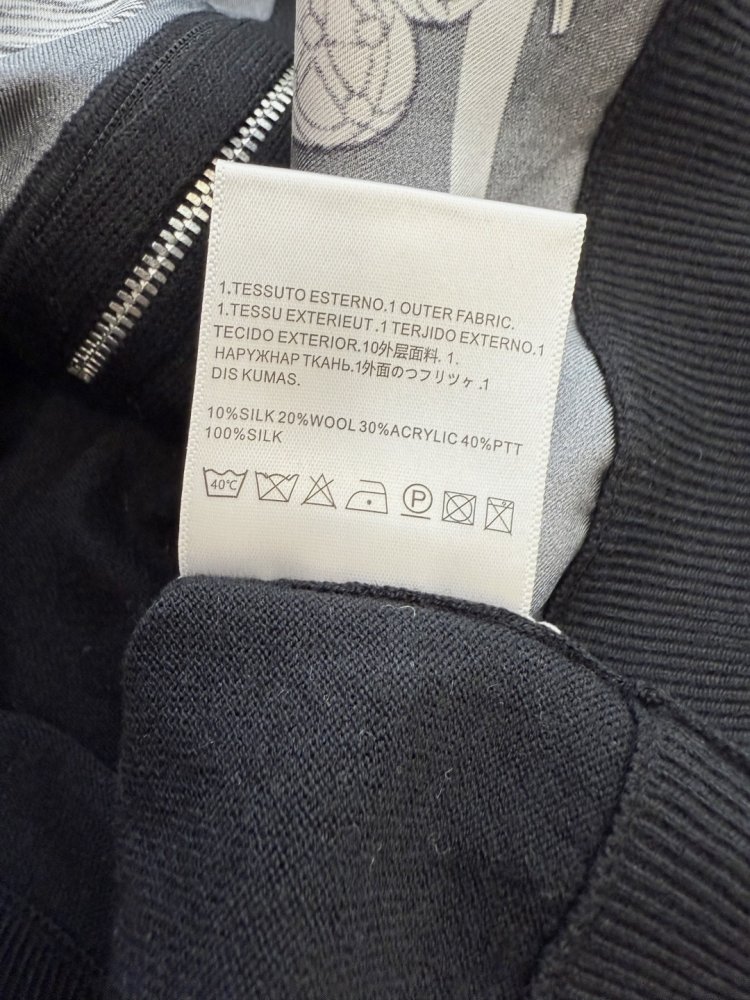 1.TESSUTO ESTERNO.1 OUTER FABRIC.
1.TESSU EXTERIEUT .1 TERJIDO EXTERNO.1
TECIDO EXTERIOR.10外层面料. 1.
НАРУЖНАР ТКАНЬ.1外面のつフリツヶ.1
DIS KUMAS.
10%SILK 20%WOOL 30%ACRYLIC 40%PTT
100%SILK
40℃ P